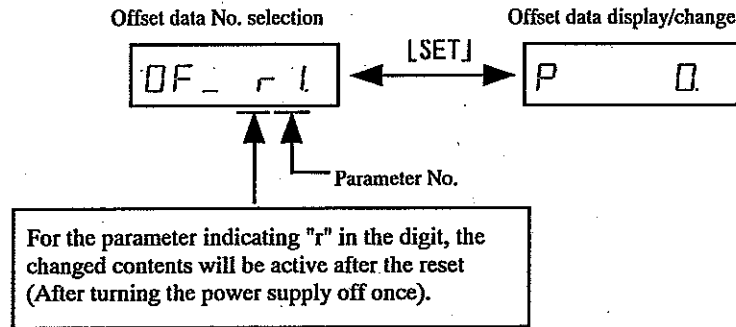 Offset data No. selection
Offset data display/change
⌊SET⌋
OF_ r 1.
P 0.
Parameter No.
For the parameter indicating "r" in the digit, the
changed contents will be active after the reset
(After turning the power supply off once).